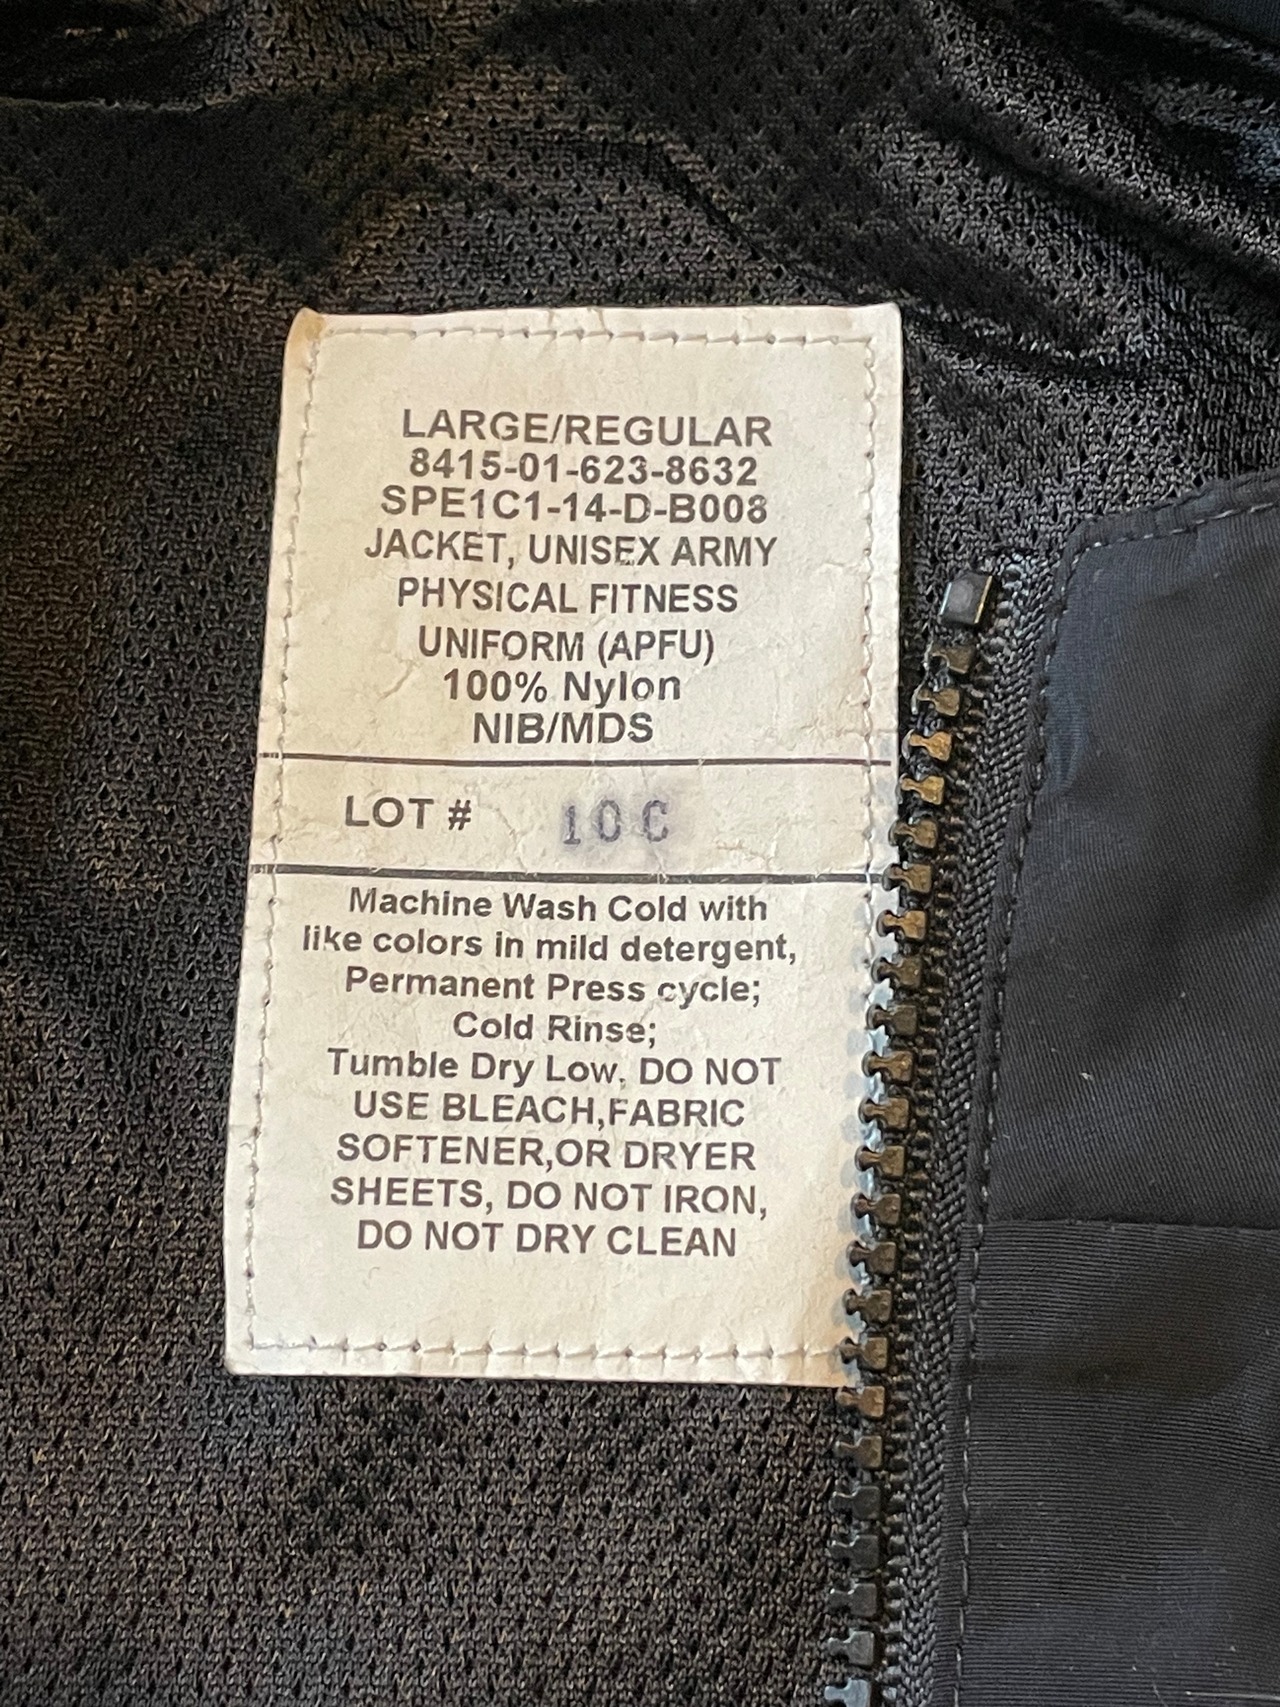 LARGE/REGULAR
8415-01-623-8632
SPE1C1-14-D-B008
JACKET, UNISEX ARMY
PHYSICAL FITNESS
UNIFORM (APFU)
100% Nylon
NIB/MDS
LOT # 10C
Machine Wash Cold with
like colors in mild detergent,
Permanent Press cycle;
Cold Rinse;
Tumble Dry Low, DO NOT
USE BLEACH,FABRIC
SOFTENER,OR DRYER
SHEETS, DO NOT IRON,
DO NOT DRY CLEAN